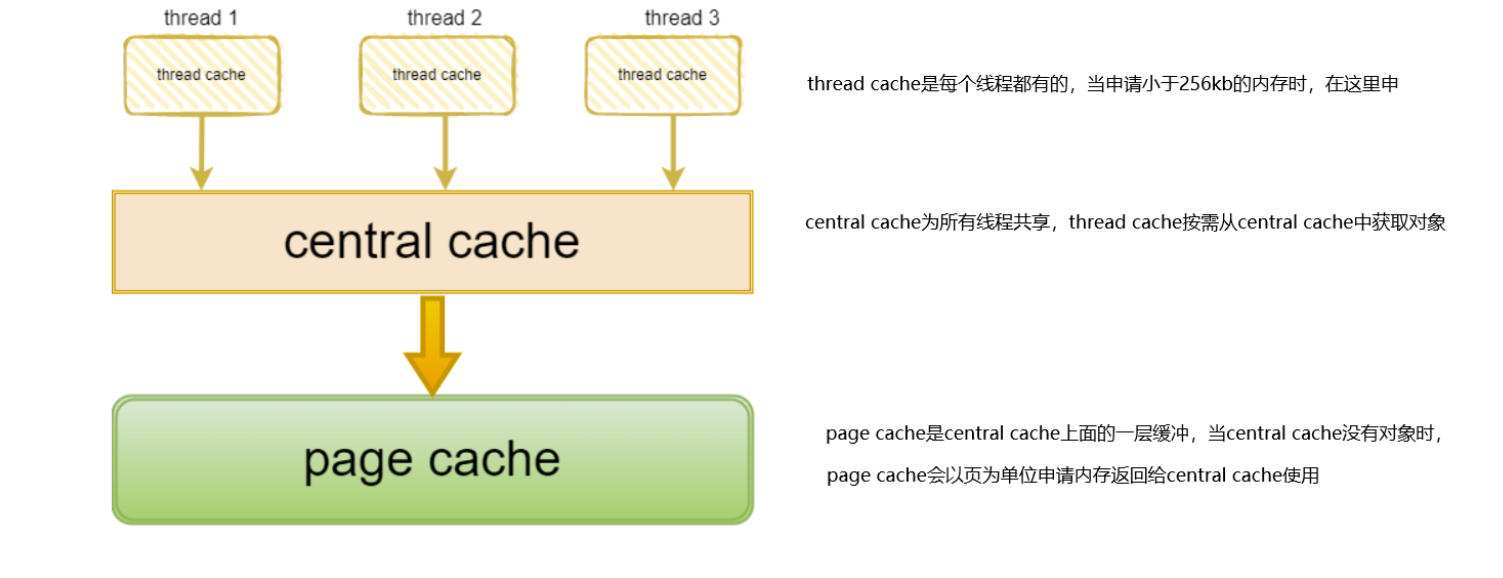 thread 1 thread 2 thread 3
thread cache thread cache thread cache
thread cache是每个线程都有的，当申请小于256kb的内存时，在这里申
central cache
central cache为所有线程共享，thread cache按需从central cache中获取对象
page cache
page cache是central cache上面的一层缓冲，当central cache没有对象时，
page cache会以页为单位申请内存返回给central cache使用